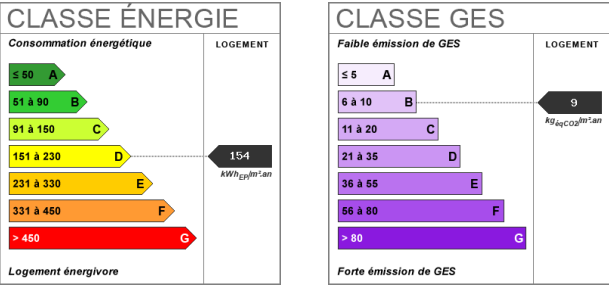 CLASSE ÉNERGIE
Consommation énergétique
LOGEMENT
≤ 50 A
51 à 90 B
91 à 150 C
151 à 230 D
154
kWhEP/m².an
231 à 330 E
331 à 450 F
> 450 G
Logement énergivore
CLASSE GES
Faible émission de GES
LOGEMENT
≤ 5 A
6 à 10 B
9
kgéqCO2/m².an
11 à 20 C
21 à 35 D
36 à 55 E
56 à 80 F
> 80 G
Forte émission de GES